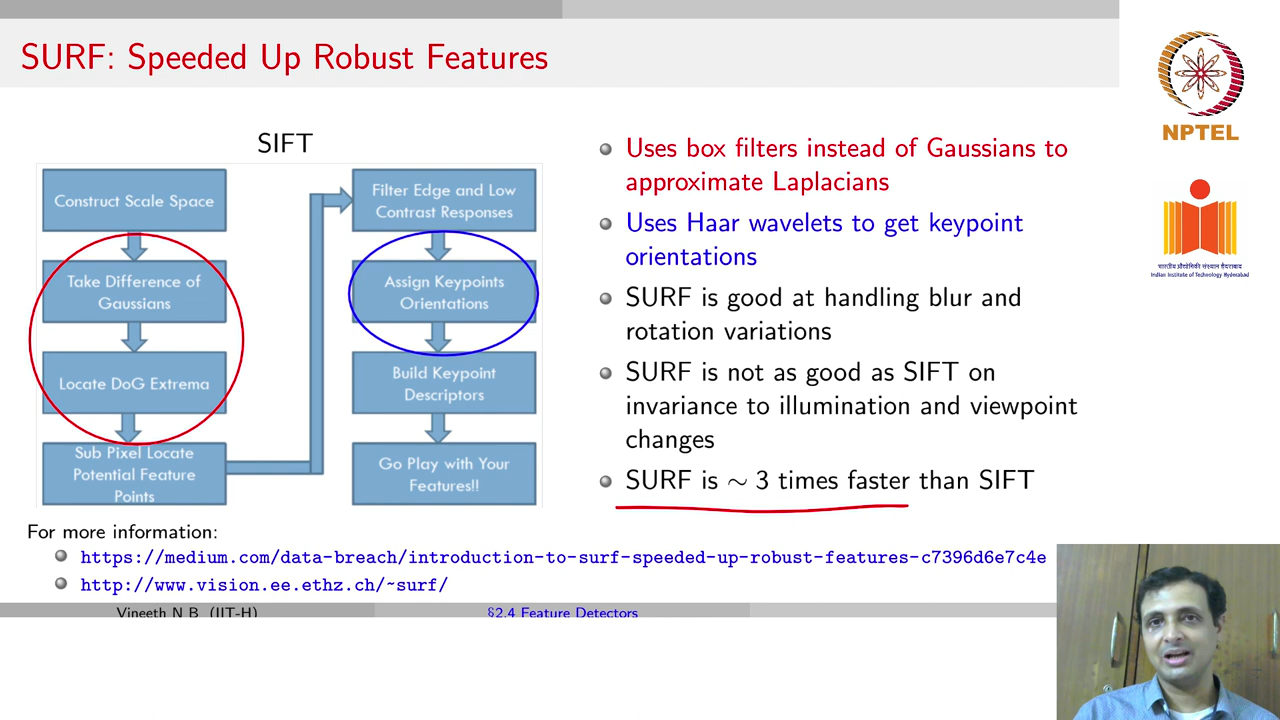 SURF: Speeded Up Robust Features
SIFT
Construct Scale Space
Take Difference of
Gaussians
Locate DoG Extrema
Sub Pixel Locate
Potential Feature
Points
Filter Edge and Low
Contrast Responses
Assign Keypoints
Orientations
Build Keypoint
Descriptors
Go Play with Your
Features!!
Uses box filters instead of Gaussians to
approximate Laplacians
Uses Haar wavelets to get keypoint
orientations
SURF is good at handling blur and
rotation variations
SURF is not as good as SIFT on
invariance to illumination and viewpoint
changes
SURF is ∼ 3 times faster than SIFT
For more information:
https://medium.com/data-breach/introduction-to-surf-speeded-up-robust-features-c7396d6e7c4e
http://www.vision.ee.ethz.ch/~surf/
Vineeth N B (IIT-H)
§2.4 Feature Detectors
NPTEL
भारतीय प्रौद्योगिकी संस्थान हैदराबाद
Indian Institute of Technology Hyderabad